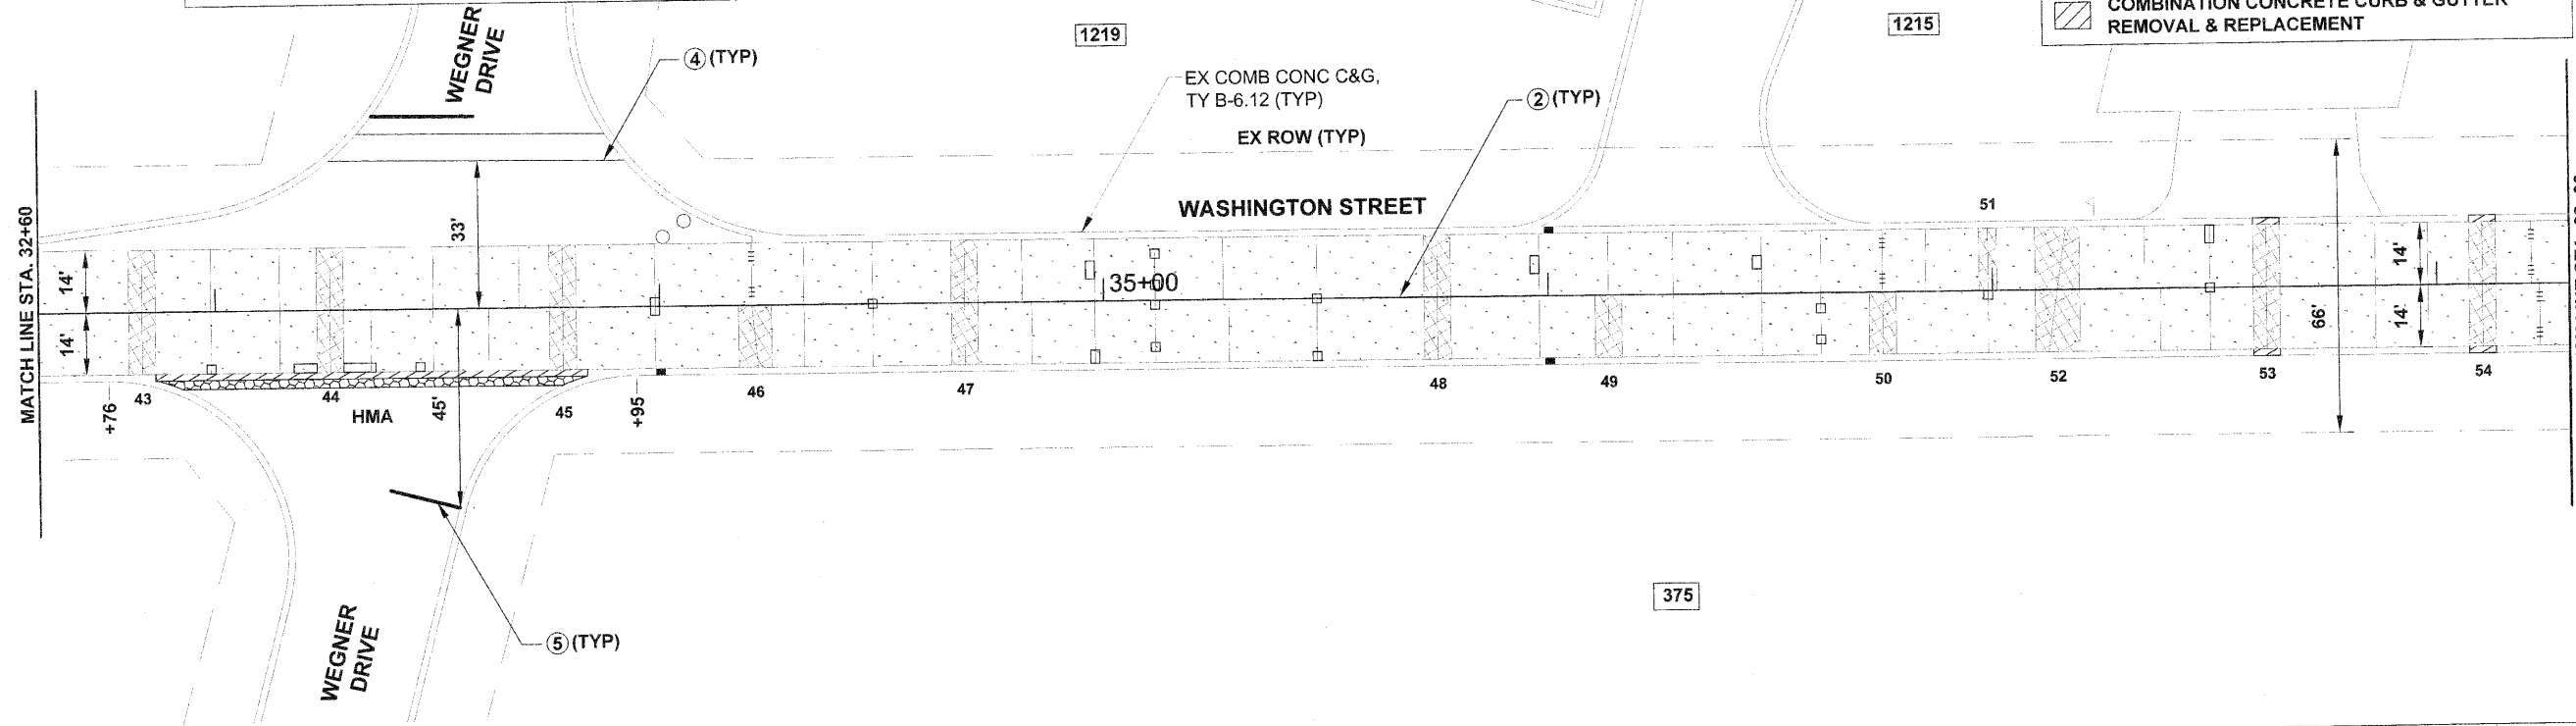 WEGNER
DRIVE
④ (TYP)
1219
EX COMB CONC C&G,
TY B-6.12 (TYP)
② (TYP)
EX ROW (TYP)
1215
COMBINATION CONCRETE CURB & GUTTER
REMOVAL & REPLACEMENT
MATCH LINE STA. 32+60
33'
WASHINGTON STREET
51
14'
14'
35+00
14'
14'
66'
+76
43
44
HMA
45'
45
+95
46
47
48
49
50
52
53
54
375
WEGNER
DRIVE
⑤ (TYP)